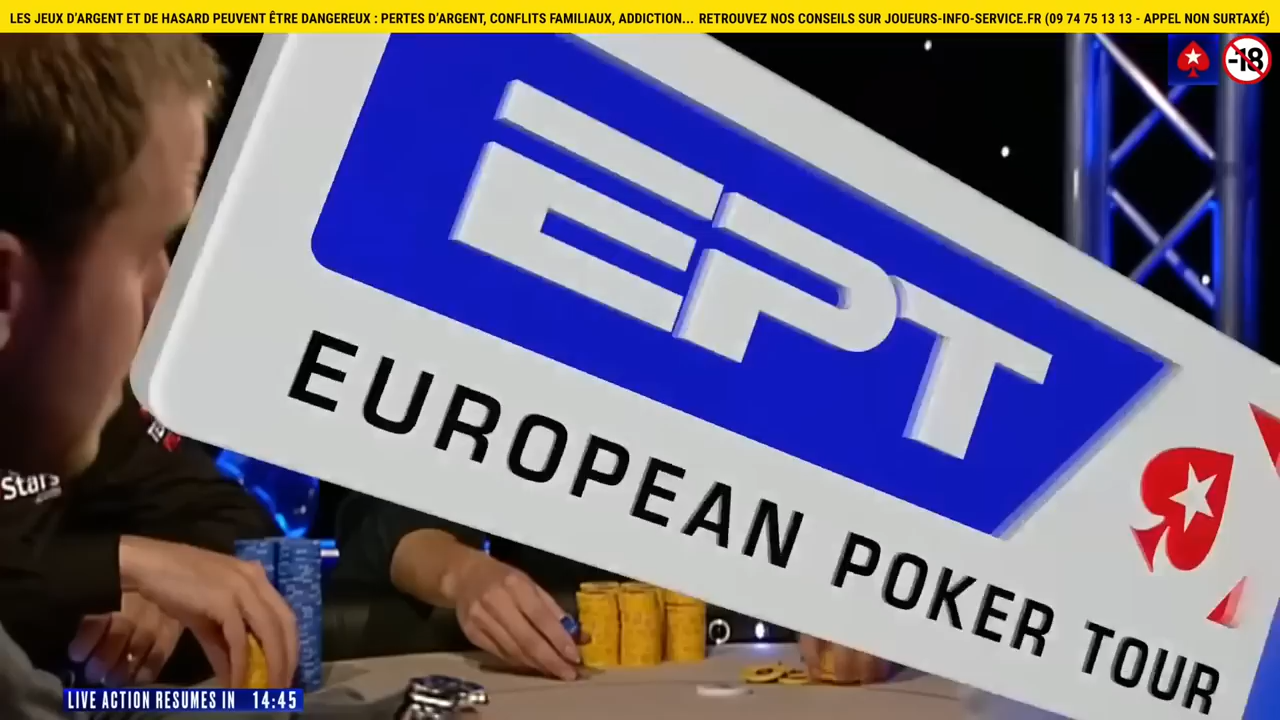 LES JEUX D'ARGENT ET DE HASARD PEUVENT ÊTRE DANGEREUX : PERTES D'ARGENT, CONFLITS FAMILIAUX, ADDICTION... RETROUVEZ NOS CONSEILS SUR JOUEURS-INFO-SERVICE.FR (09 74 75 13 13 - APPEL NON SURTAXÉ)
-18
EPT
EUROPEAN POKER TOUR
Stars
LIVE ACTION RESUMES IN 14:45